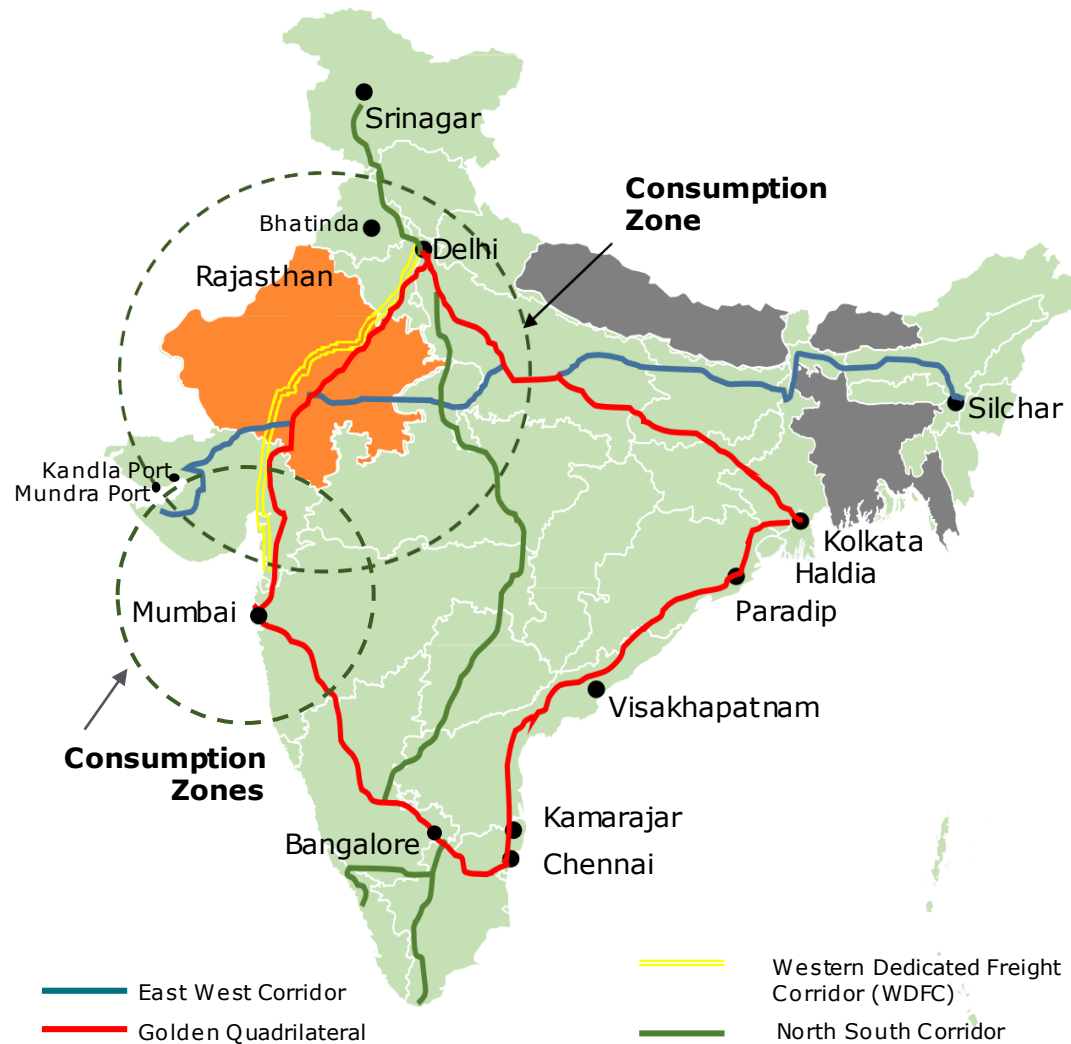 Srinagar
Consumption
Zone
Bhatinda
Delhi
Rajasthan
Silchar
Kandla Port
Mundra Port
Kolkata
Haldia
Paradip
Mumbai
Visakhapatnam
Consumption
Zones
Kamarajar
Bangalore
Chennai
East West Corridor
Golden Quadrilateral
Western Dedicated Freight
Corridor (WDFC)
North South Corridor